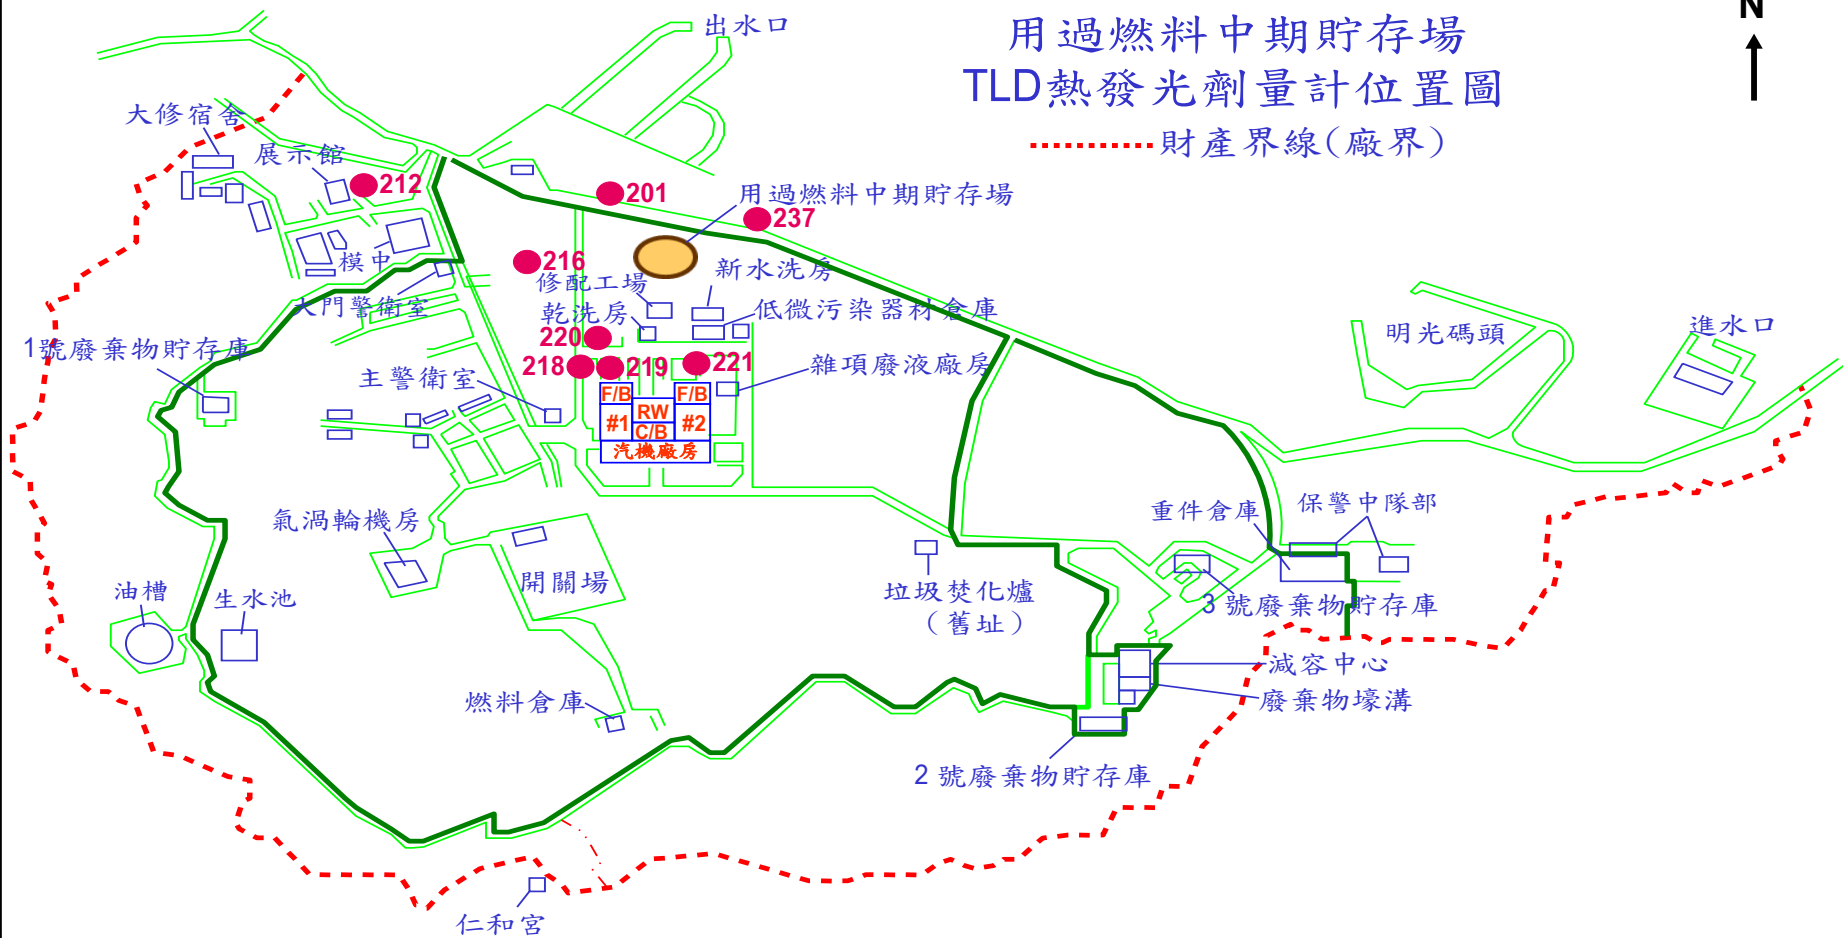 N
出水口
用過燃料中期貯存場
TLD熱發光劑量計位置圖
財產界線(廠界)
大修宿舍
展示館
212
201
用過燃料中期貯存場
237
216
模中
大門警衛室
修配工場
新水洗房
乾洗房
低微污染器材倉庫
220
218
219
221
雜項廢液廠房
明光碼頭
進水口
1號廢棄物貯存庫
主警衛室
F/B
F/B
#1
RW
#2
C/B
汽機廠房
氣渦輪機房
開關場
重件倉庫
保警中隊部
油槽
生水池
垃圾焚化爐
(舊址)
3 號廢棄物貯存庫
減容中心
廢棄物壕溝
燃料倉庫
2 號廢棄物貯存庫
仁和宮